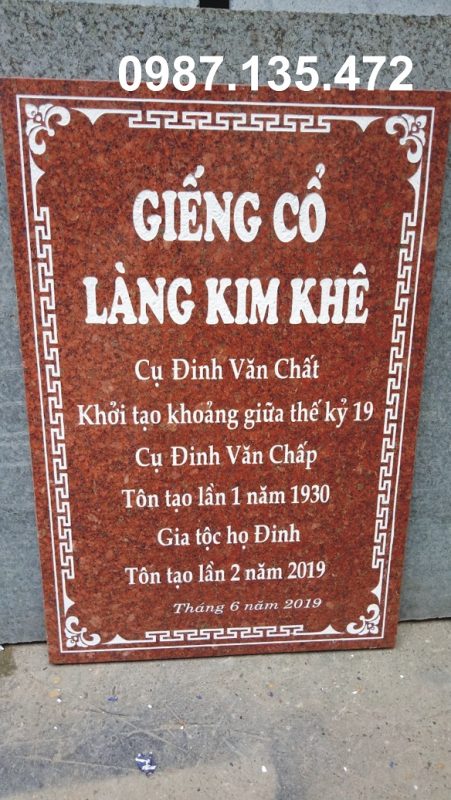 0987.135.472
GIẾNG CỔ
LÀNG KIM KHÊ
Cụ Đinh Văn Chất
Khởi tạo khoảng giữa thế kỷ 19
Cụ Đinh Văn Chấp
Tôn tạo lần 1 năm 1930
Gia tộc họ Đinh
Tôn tạo lần 2 năm 2019
Tháng 6 năm 2019